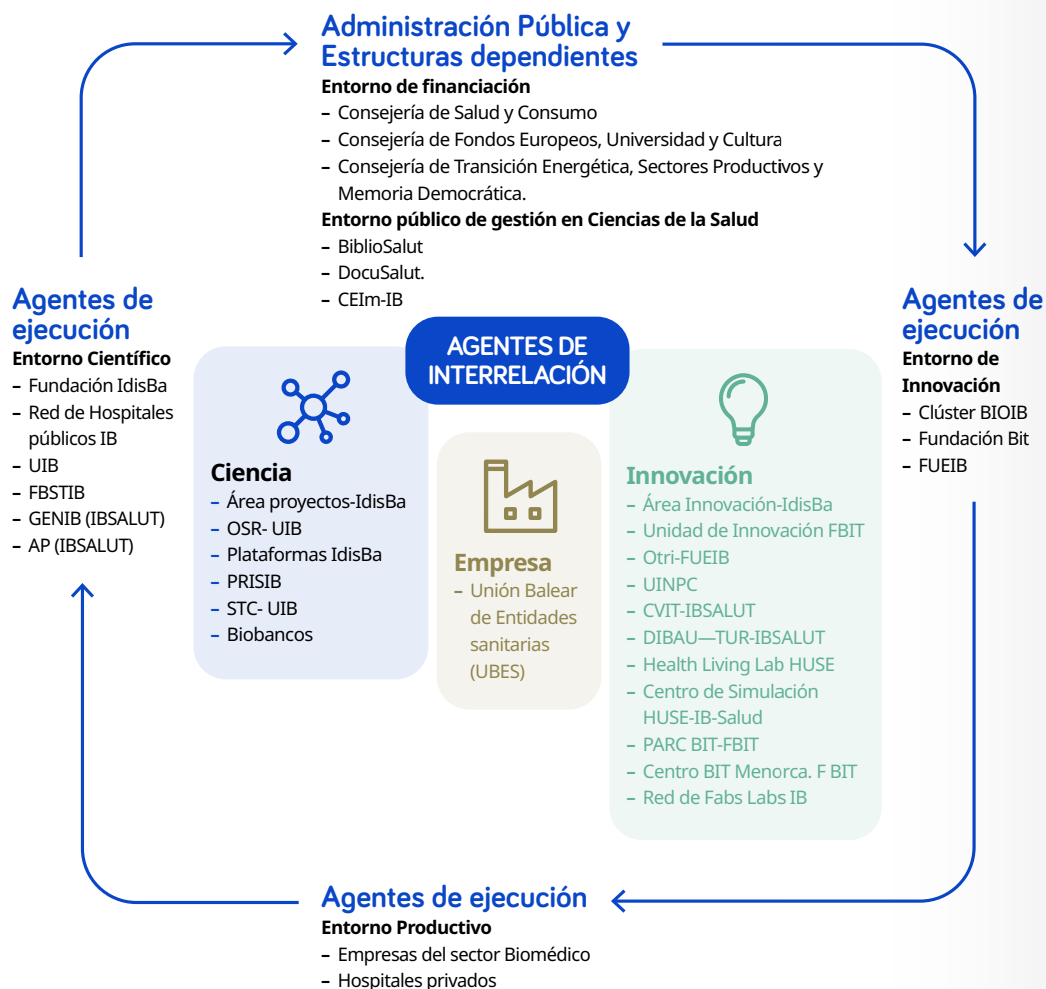 Administración Pública y
Estructuras dependientes
Entorno de financiación
– Consejería de Salud y Consumo
– Consejería de Fondos Europeos, Universidad y Cultura
– Consejería de Transición Energética, Sectores Productivos y
Memoria Democrática.
Entorno público de gestión en Ciencias de la Salud
– BiblioSalut
– DocuSalut.
– CEIm-IB
Agentes de
ejecución
Entorno Científico
– Fundación IdisBa
– Red de Hospitales
públicos IB
– UIB
– FBSTIB
– GENIB (IBSALUT)
– AP (IBSALUT)
AGENTES DE
INTERRELACIÓN
Ciencia
– Área proyectos-IdisBa
– OSR- UIB
– Plataformas IdisBa
– PRISIB
– STC- UIB
– Biobancos
Empresa
– Unión Balear
de Entidades
sanitarias
(UBES)
Innovación
– Área Innovación-IdisBa
– Unidad de Innovación FBIT
– Otri-FUEIB
– UINPC
– CVIT-IBSALUT
– DIBAU—TUR-IBSALUT
– Health Living Lab HUSE
– Centro de Simulación
HUSE-IB-Salud
– PARC BIT-FBIT
– Centro BIT Menorca. F BIT
– Red de Fabs Labs IB
Agentes de
ejecución
Entorno de
Innovación
– Clúster BIOIB
– Fundación Bit
– FUEIB
Agentes de ejecución
Entorno Productivo
– Empresas del sector Biomédico
– Hospitales privados